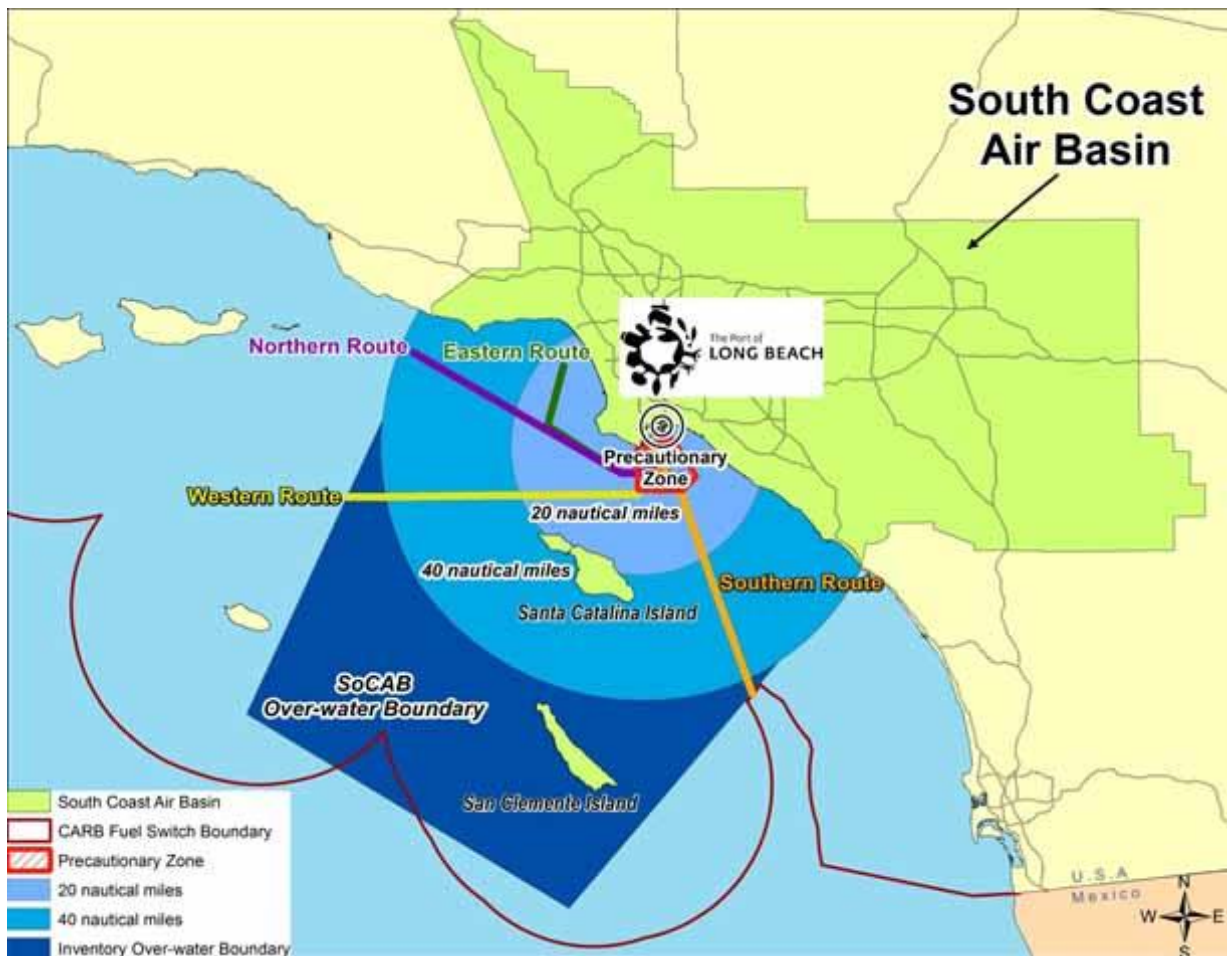 South Coast
Air Basin
Northern Route
Eastern Route
The Port of
LONG BEACH
Precautionary
Zone
Western Route
20 nautical miles
40 nautical miles
Southern Route
Santa Catalina Island
SoCAB
Over-water Boundary
San Clemente Island
South Coast Air Basin
CARB Fuel Switch Boundary
Precautionary Zone
20 nautical miles
40 nautical miles
Inventory Over-water Boundary
U.S.A
Mexico
N
W
E
S